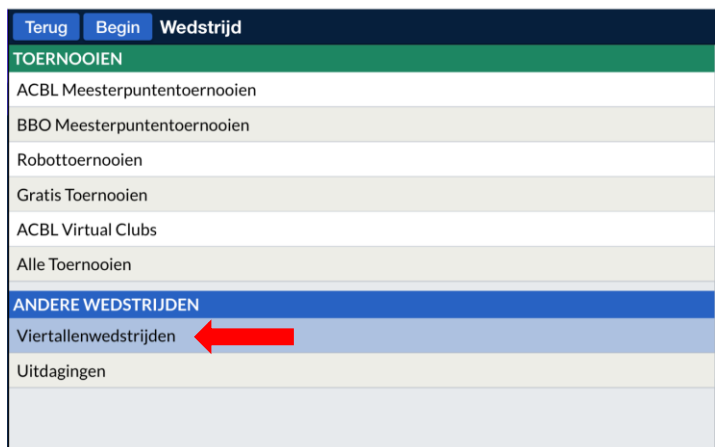 Terug Begin Wedstrijd
TOERNOOIEN
ACBL Meesterpuntentoernooien
BBO Meesterpuntentoernooien
Robottoernooien
Gratis Toernooien
ACBL Virtual Clubs
Alle Toernooien
ANDERE WEDSTRIJDEN
Viertallenwedstrijden
Uitdagingen